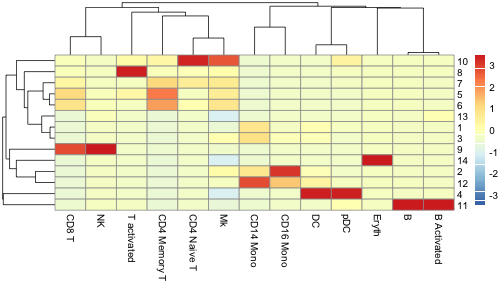 3
2
1
0
-1
-2
-3
10
8
7
5
6
13
1
3
9
14
2
12
4
11
CD8 T
NK
T activated
CD4 Memory T
CD4 Naive T
Mk
CD14 Mono
CD16 Mono
DC
pDC
Eryth
B
B Activated